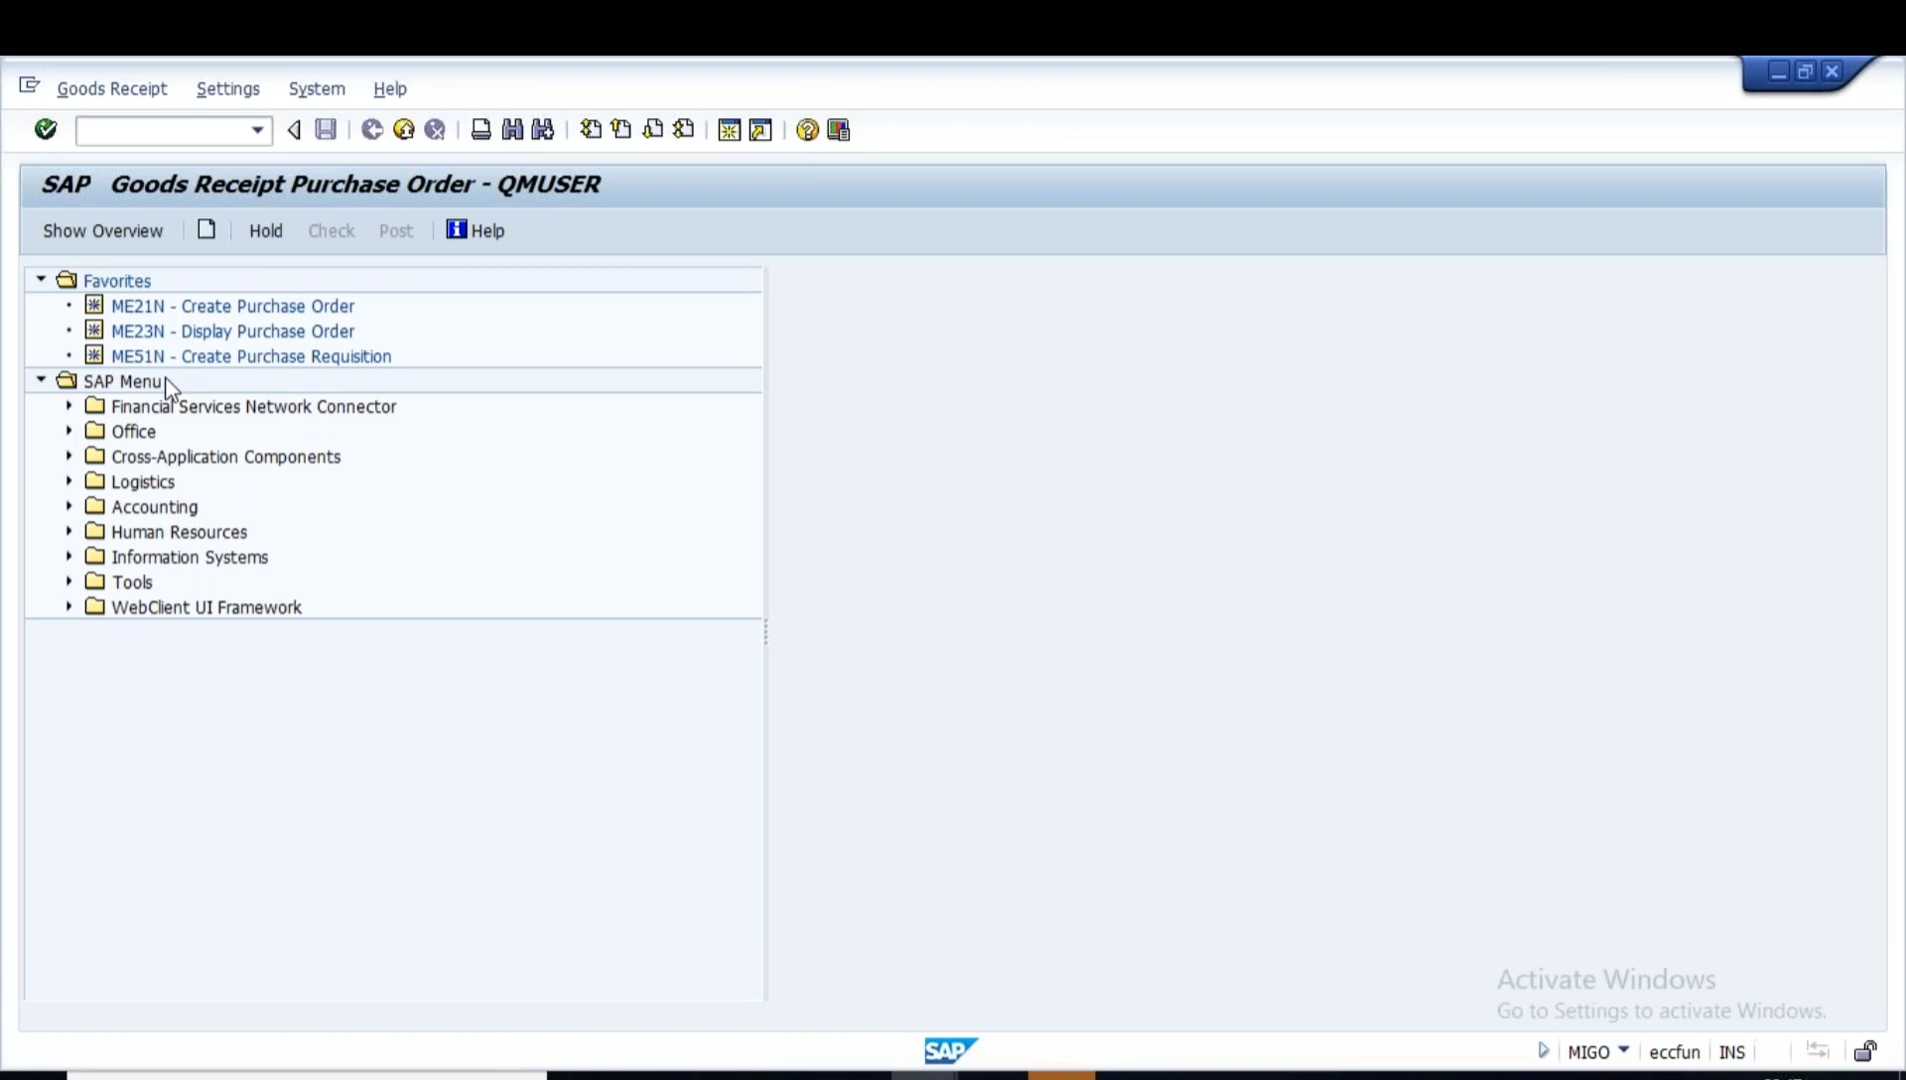 Goods Receipt Settings System Help
SAP Goods Receipt Purchase Order - QMUSER
Show Overview Hold Check Post Help
Favorites
ME21N - Create Purchase Order
ME23N - Display Purchase Order
ME51N - Create Purchase Requisition
SAP Menu
Financial Services Network Connector
Office
Cross-Application Components
Logistics
Accounting
Human Resources
Information Systems
Tools
WebClient UI Framework
Activate Windows
Go to Settings to activate Windows.
SAP MIGO eccfun INS